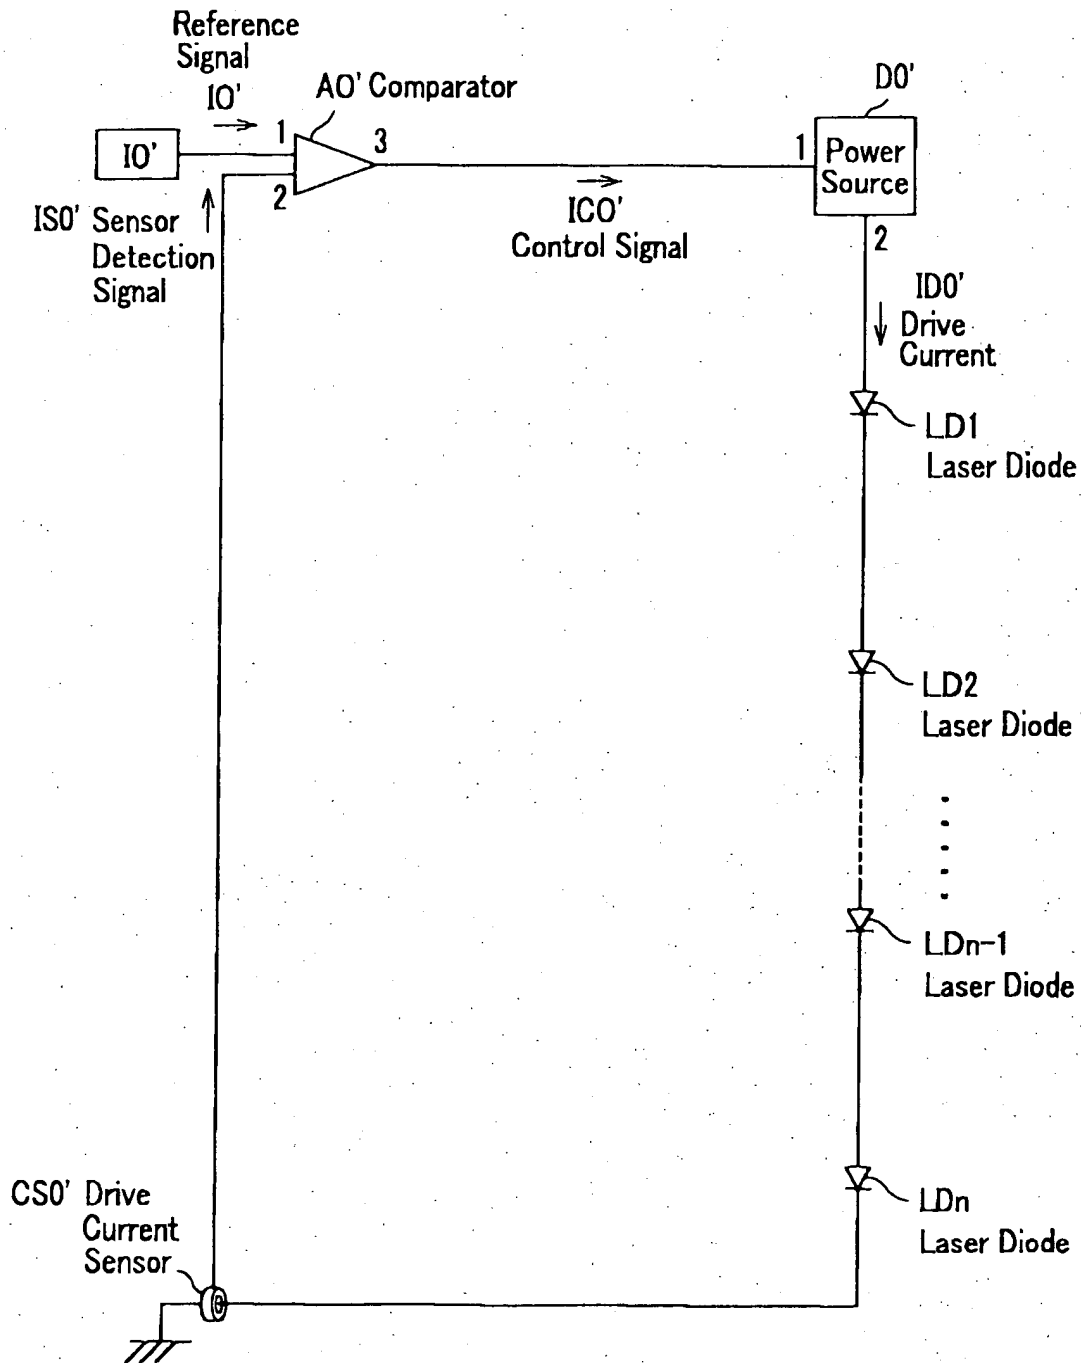 Reference
Signal
IO'
AO' Comparator
DO'
IO'
1
2
3
1
Power
Source
2
ISO' Sensor
Detection
Signal
ICO'
Control Signal
IDO'
Drive
Current
LD1
Laser Diode
LD2
Laser Diode
LDn-1
Laser Diode
CSO' Drive
Current
Sensor
LDn
Laser Diode